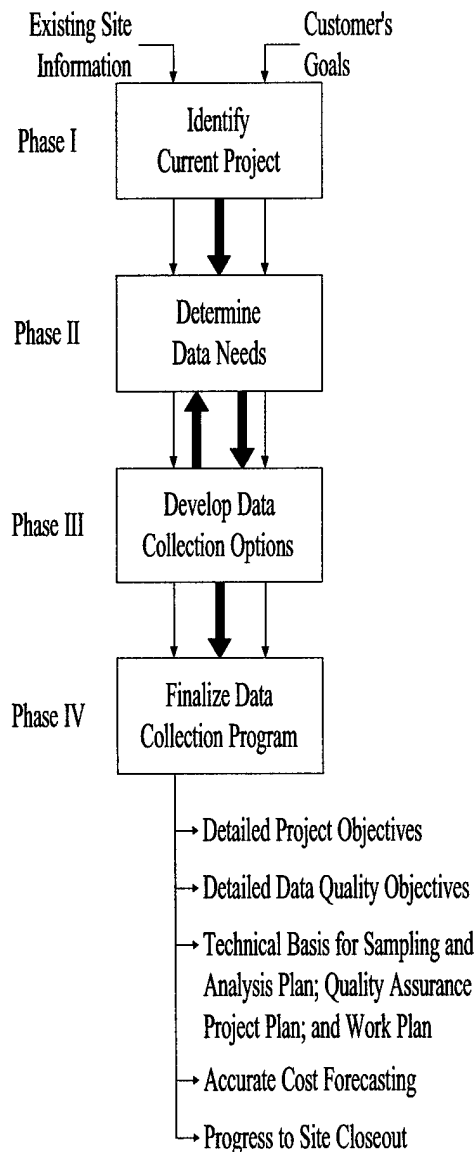 Existing Site
Information
Customer's
Goals
Phase I
Identify
Current Project
Phase II
Determine
Data Needs
Phase III
Develop Data
Collection Options
Phase IV
Finalize Data
Collection Program
Detailed Project Objectives
Detailed Data Quality Objectives
Technical Basis for Sampling and
Analysis Plan; Quality Assurance
Project Plan; and Work Plan
Accurate Cost Forecasting
Progress to Site Closeout